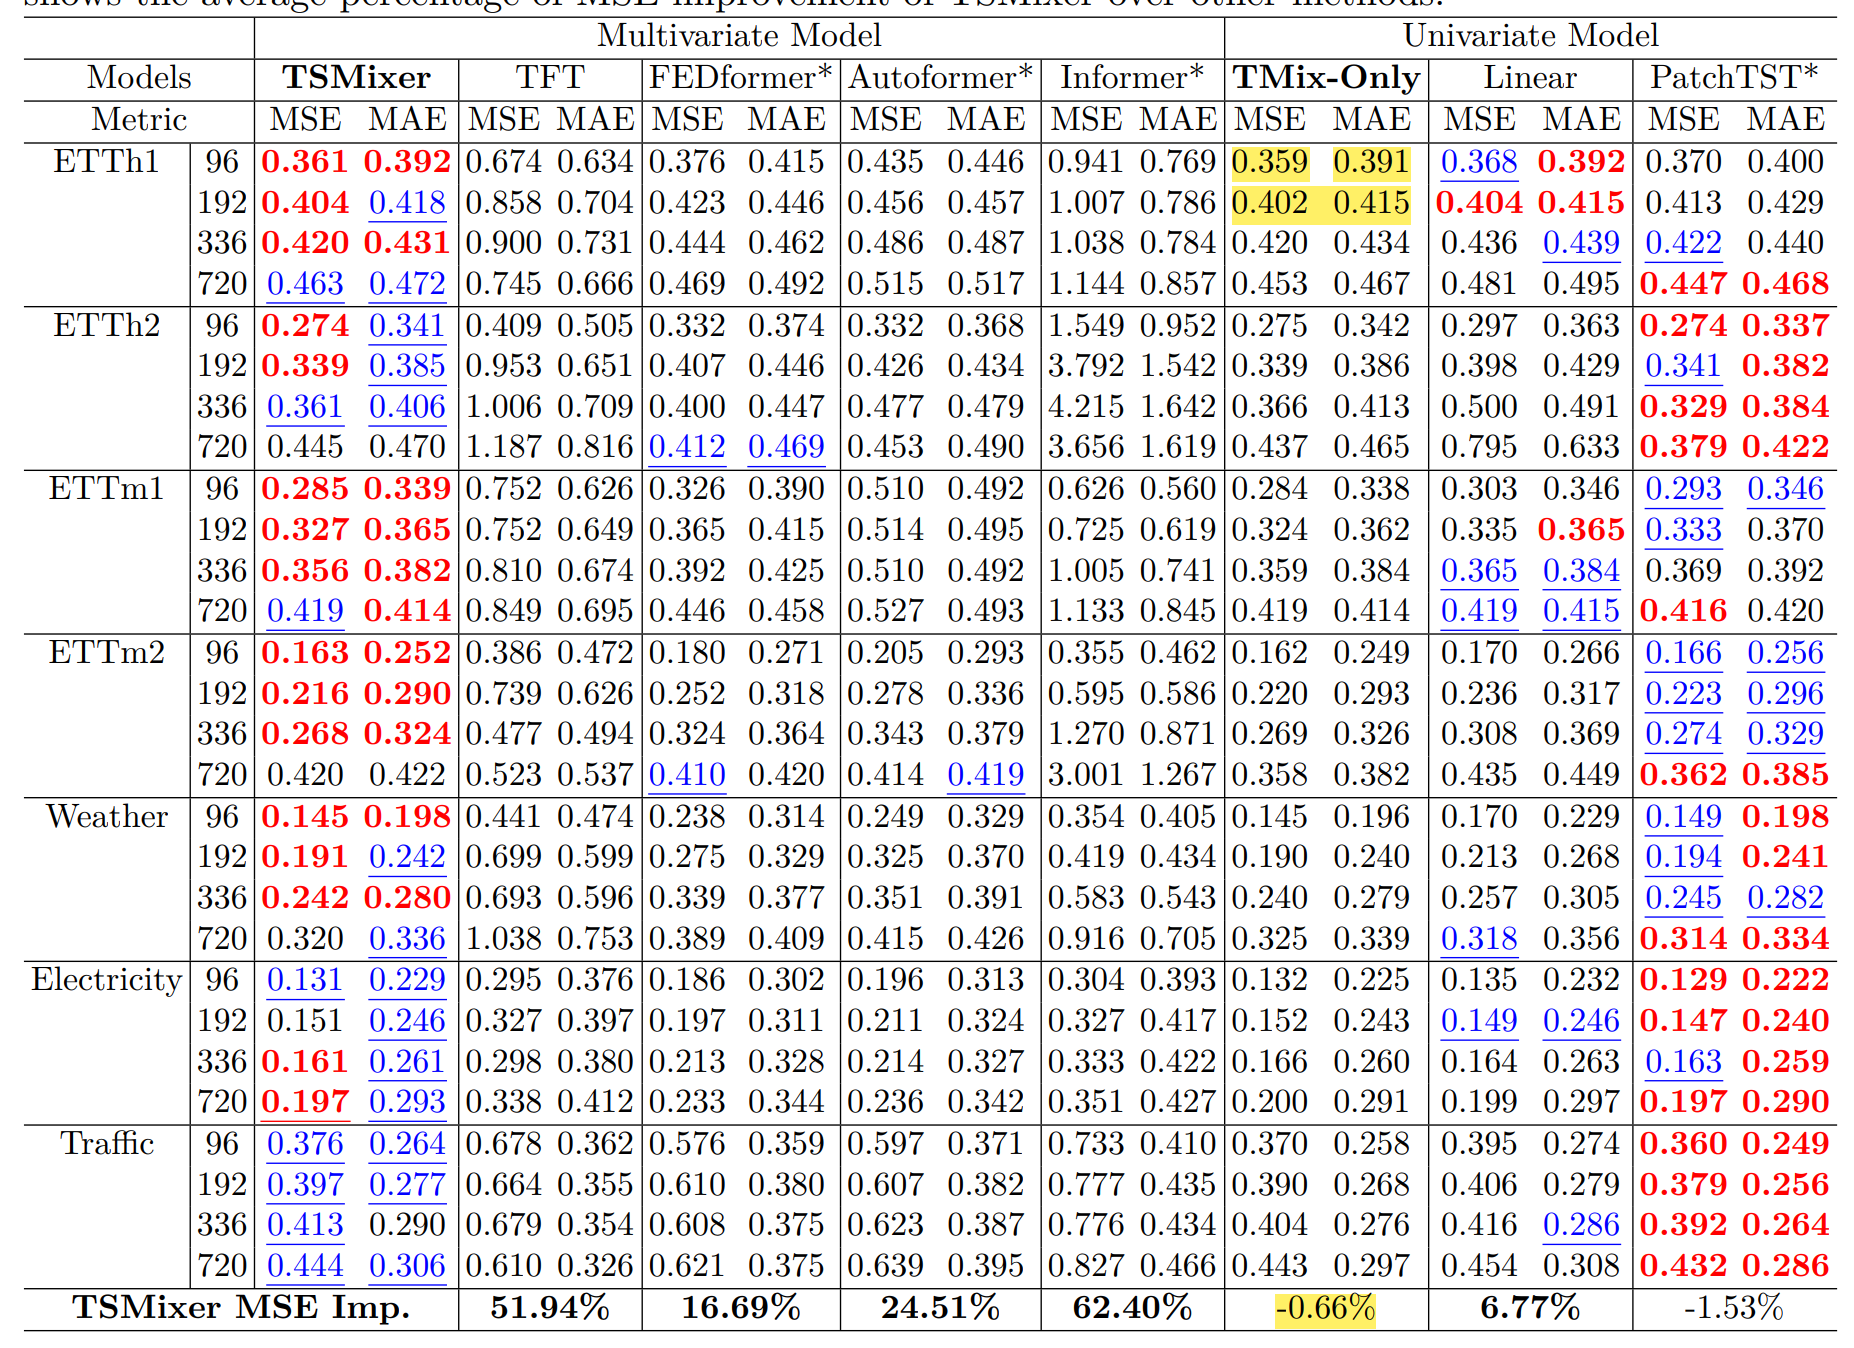 shows the average percentage of MSE improvement of TSMixer over other methods.
Multivariate Model Univariate Model
Models TSMixer TFT FEDformer* Autoformer* Informer* TMix-Only Linear PatchTST*
Metric MSE MAE MSE MAE MSE MAE MSE MAE MSE MAE MSE MAE MSE MAE MSE MAE
ETTh1 96 0.361 0.392 0.674 0.634 0.376 0.415 0.435 0.446 0.941 0.769 0.359 0.391 0.368 0.392 0.370 0.400
192 0.404 0.418 0.858 0.704 0.423 0.446 0.456 0.457 1.007 0.786 0.402 0.415 0.404 0.415 0.413 0.429
336 0.420 0.431 0.900 0.731 0.444 0.462 0.486 0.487 1.038 0.784 0.420 0.434 0.436 0.439 0.422 0.440
720 0.463 0.472 0.745 0.666 0.469 0.492 0.515 0.517 1.144 0.857 0.453 0.467 0.481 0.495 0.447 0.468
ETTh2 96 0.274 0.341 0.409 0.505 0.332 0.374 0.332 0.368 1.549 0.952 0.275 0.342 0.297 0.363 0.274 0.337
192 0.339 0.385 0.953 0.651 0.407 0.446 0.426 0.434 3.792 1.542 0.339 0.386 0.398 0.429 0.341 0.382
336 0.361 0.406 1.006 0.709 0.400 0.447 0.477 0.479 4.215 1.642 0.366 0.413 0.500 0.491 0.329 0.384
720 0.445 0.470 1.187 0.816 0.412 0.469 0.453 0.490 3.656 1.619 0.437 0.465 0.795 0.633 0.379 0.422
ETTm1 96 0.285 0.339 0.752 0.626 0.326 0.390 0.510 0.492 0.626 0.560 0.284 0.338 0.303 0.346 0.293 0.346
192 0.327 0.365 0.752 0.649 0.365 0.415 0.514 0.495 0.725 0.619 0.324 0.362 0.335 0.365 0.333 0.370
336 0.356 0.382 0.810 0.674 0.392 0.425 0.510 0.492 1.005 0.741 0.359 0.384 0.365 0.384 0.369 0.392
720 0.419 0.414 0.849 0.695 0.446 0.458 0.527 0.493 1.133 0.845 0.419 0.414 0.419 0.415 0.416 0.420
ETTm2 96 0.163 0.252 0.386 0.472 0.180 0.271 0.205 0.293 0.355 0.462 0.162 0.249 0.170 0.266 0.166 0.256
192 0.216 0.290 0.739 0.626 0.252 0.318 0.278 0.336 0.595 0.586 0.220 0.293 0.236 0.317 0.223 0.296
336 0.268 0.324 0.477 0.494 0.324 0.364 0.343 0.379 1.270 0.871 0.269 0.326 0.308 0.369 0.274 0.329
720 0.420 0.422 0.523 0.537 0.410 0.420 0.414 0.419 3.001 1.267 0.358 0.382 0.435 0.449 0.362 0.385
Weather 96 0.145 0.198 0.441 0.474 0.238 0.314 0.249 0.329 0.354 0.405 0.145 0.196 0.170 0.229 0.149 0.198
192 0.191 0.242 0.699 0.599 0.275 0.329 0.325 0.370 0.419 0.434 0.190 0.240 0.213 0.268 0.194 0.241
336 0.242 0.280 0.693 0.596 0.339 0.377 0.351 0.391 0.583 0.543 0.240 0.279 0.257 0.305 0.245 0.282
720 0.320 0.336 1.038 0.753 0.389 0.409 0.415 0.426 0.916 0.705 0.325 0.339 0.318 0.356 0.314 0.334
Electricity 96 0.131 0.229 0.295 0.376 0.186 0.302 0.196 0.313 0.304 0.393 0.132 0.225 0.135 0.232 0.129 0.222
192 0.151 0.246 0.327 0.397 0.197 0.311 0.211 0.324 0.327 0.417 0.152 0.243 0.149 0.246 0.147 0.240
336 0.161 0.261 0.298 0.380 0.213 0.328 0.214 0.327 0.333 0.422 0.166 0.260 0.164 0.263 0.163 0.259
720 0.197 0.293 0.338 0.412 0.233 0.344 0.236 0.342 0.351 0.427 0.200 0.291 0.199 0.297 0.197 0.290
Traffic 96 0.376 0.264 0.678 0.362 0.576 0.359 0.597 0.371 0.733 0.410 0.370 0.258 0.395 0.274 0.360 0.249
192 0.397 0.277 0.664 0.355 0.610 0.380 0.607 0.382 0.777 0.435 0.390 0.268 0.406 0.279 0.379 0.256
336 0.413 0.290 0.679 0.354 0.608 0.375 0.623 0.387 0.776 0.434 0.404 0.276 0.416 0.286 0.392 0.264
720 0.444 0.306 0.610 0.326 0.621 0.375 0.639 0.395 0.827 0.466 0.443 0.297 0.454 0.308 0.432 0.286
TSMixer MSE Imp. 51.94% 16.69% 24.51% 62.40% -0.66% 6.77% -1.53%